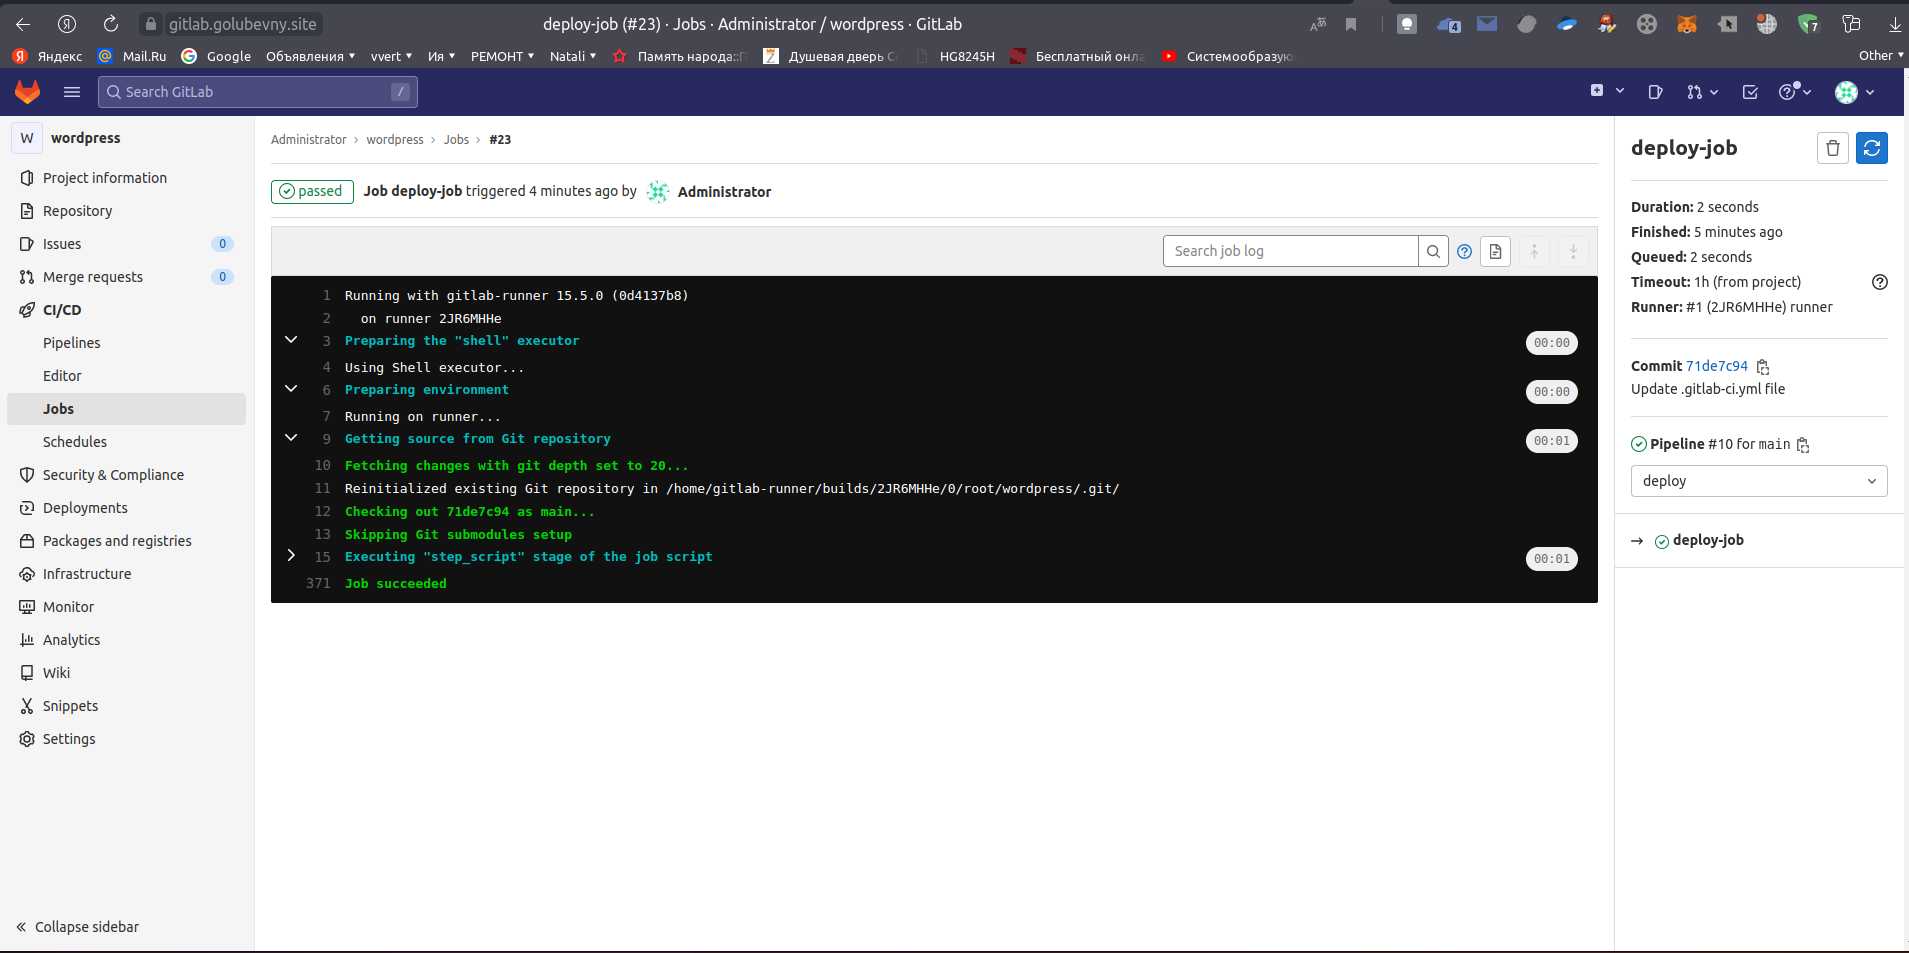 gitlab.golubevny.site
deploy-job (#23) · Jobs · Administrator / wordpress · GitLab
4
7
Яндекс
Mail.Ru
Google
Объявления
vvert
Ия
РЕМОНТ
Natali
Память народа::П
Душевая дверь С
HG8245H
Бесплатный онла
Системообразую
Other
Search GitLab
/
W wordpress
Project information
Repository
Issues 0
Merge requests 0
CI/CD
Pipelines
Editor
Jobs
Schedules
Security & Compliance
Deployments
Packages and registries
Infrastructure
Monitor
Analytics
Wiki
Snippets
Settings
Collapse sidebar
Administrator › wordpress › Jobs › #23
passed Job deploy-job triggered 4 minutes ago by Administrator
Search job log
1 Running with gitlab-runner 15.5.0 (0d4137b8)
2 on runner 2JR6MHHe
3 Preparing the "shell" executor 00:00
4 Using Shell executor...
6 Preparing environment 00:00
7 Running on runner...
9 Getting source from Git repository 00:01
10 Fetching changes with git depth set to 20...
11 Reinitialized existing Git repository in /home/gitlab-runner/builds/2JR6MHHe/0/root/wordpress/.git/
12 Checking out 71de7c94 as main...
13 Skipping Git submodules setup
15 Executing "step_script" stage of the job script 00:01
371 Job succeeded
deploy-job
Duration: 2 seconds
Finished: 5 minutes ago
Queued: 2 seconds
Timeout: 1h (from project)
Runner: #1 (2JR6MHHe) runner
Commit 71de7c94
Update .gitlab-ci.yml file
Pipeline #10 for main
deploy
→ deploy-job